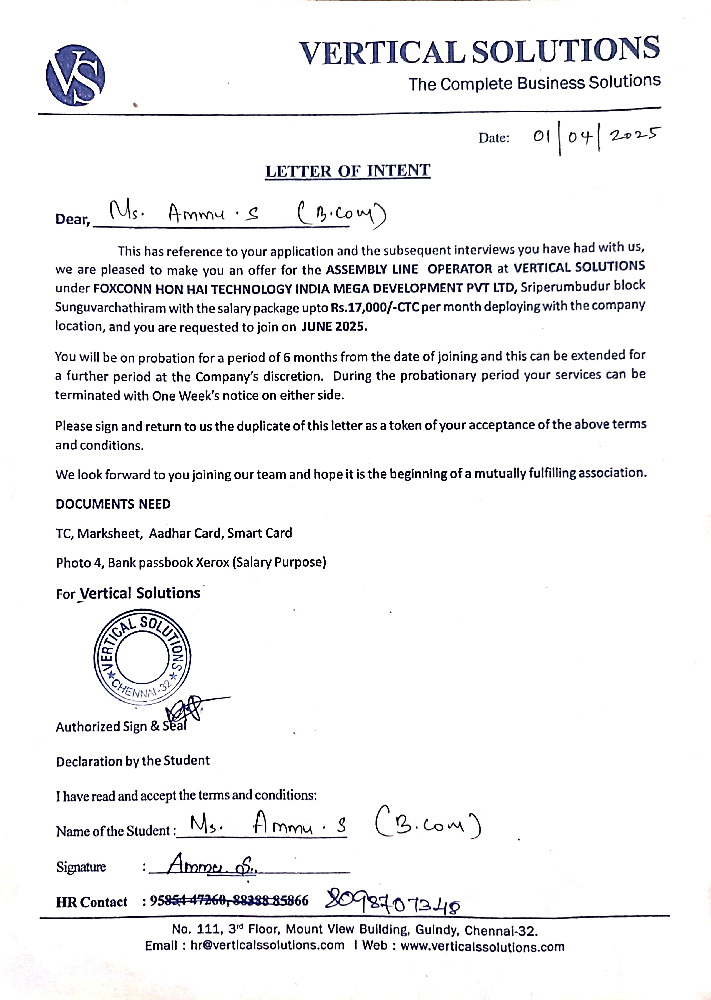 VS
VERTICAL SOLUTIONS
The Complete Business Solutions
Date: 01/04/2025
LETTER OF INTENT
Dear, Ms. Ammu.S (B.Com)
This has reference to your application and the subsequent interviews you have had with us,
we are pleased to make you an offer for the ASSEMBLY LINE OPERATOR at VERTICAL SOLUTIONS
under FOXCONN HON HAI TECHNOLOGY INDIA MEGA DEVELOPMENT PVT LTD, Sriperumbudur block
Sunguvarchathiram with the salary package upto Rs.17,000/-CTC per month deploying with the company
location, and you are requested to join on JUNE 2025.
You will be on probation for a period of 6 months from the date of joining and this can be extended for
a further period at the Company's discretion. During the probationary period your services can be
terminated with One Week's notice on either side.
Please sign and return to us the duplicate of this letter as a token of your acceptance of the above terms
and conditions.
We look forward to you joining our team and hope it is the beginning of a mutually fulfilling association.
DOCUMENTS NEED
TC, Marksheet, Aadhar Card, Smart Card
Photo 4, Bank passbook Xerox (Salary Purpose)
For Vertical Solutions
VERTICAL SOLUTIONS
★ CHENNAI-32 ★
Authorized Sign & Seal
Declaration by the Student
I have read and accept the terms and conditions:
Name of the Student : Ms. Ammu.S (B.Com)
Signature : Ammu.S.
HR Contact : 95854 47260, 88388 85866 8098707348
No. 111, 3rd Floor, Mount View Building, Guindy, Chennai-32.
Email : hr@verticalssolutions.com I Web : www.verticalssolutions.com